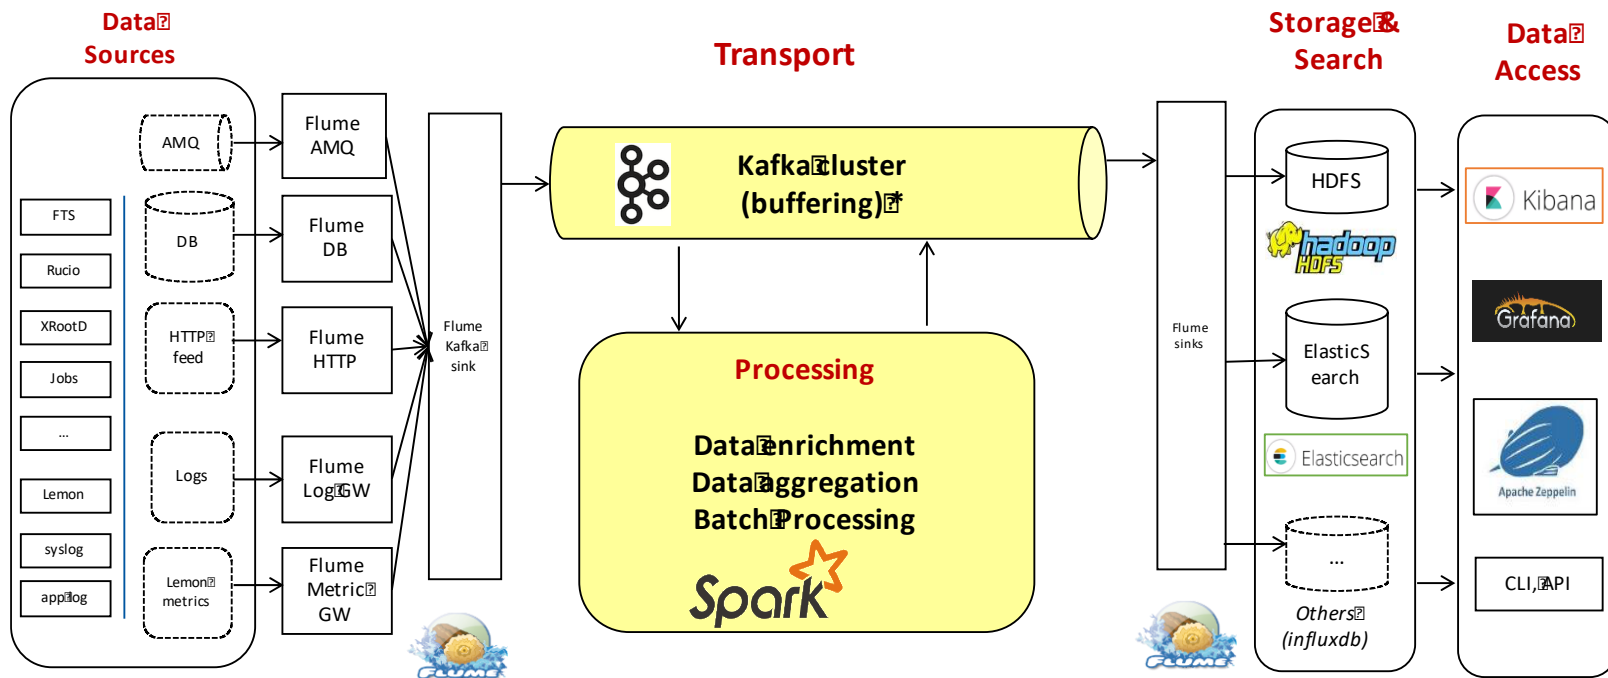 Data
Sources
Transport
Storage &
Search
Data
Access
FTS
Rucio
XRootD
Jobs
...
Lemon
syslog
app log
AMQ
DB
HTTP
feed
Logs
Lemon
metrics
Flume
AMQ
Flume
DB
Flume
HTTP
Flume
Log GW
Flume
Metric
GW
Flume
Kafka
sink
FLUME
Kafka cluster
(buffering) *
Processing
Data enrichment
Data aggregation
Batch Processing
Spark
Flume
sinks
FLUME
HDFS
hadoop
HDFS
ElasticS
earch
Elasticsearch
...
Others
(influxdb)
Kibana
Grafana
Apache Zeppelin
CLI, API